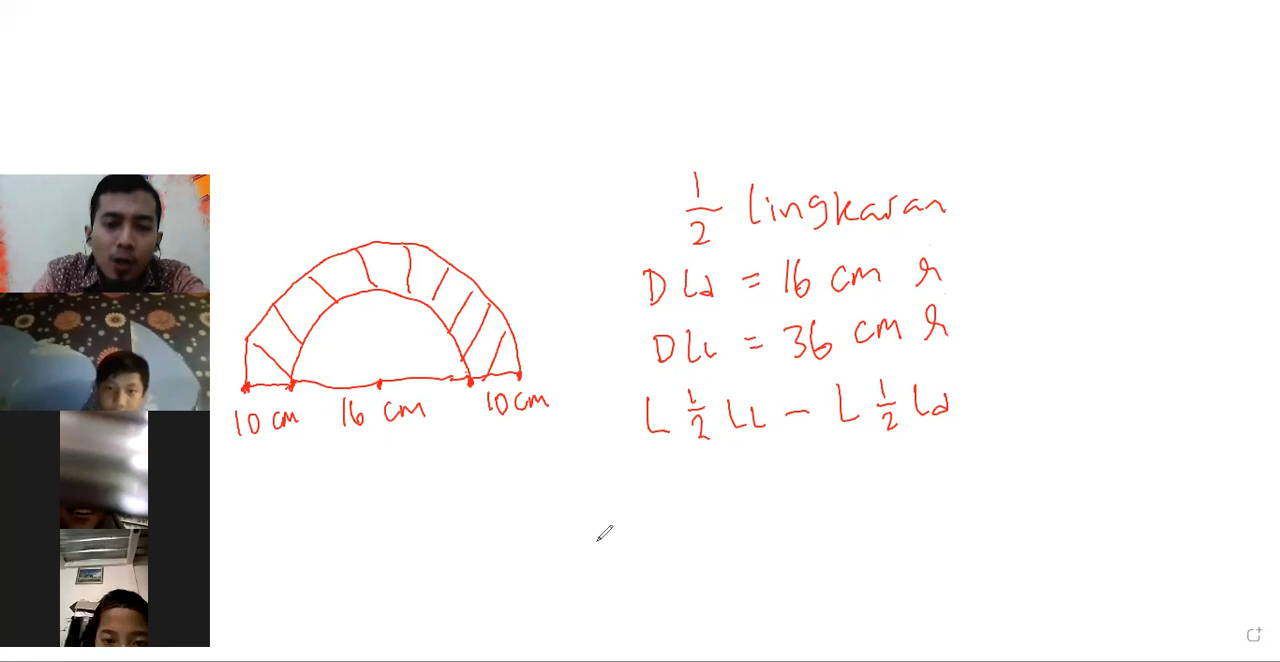 1/2 lingkaran
D Ld = 16 cm r
D LL = 36 cm r
L 1/2 LL - L 1/2 Ld
10 cm 16 cm 10 cm